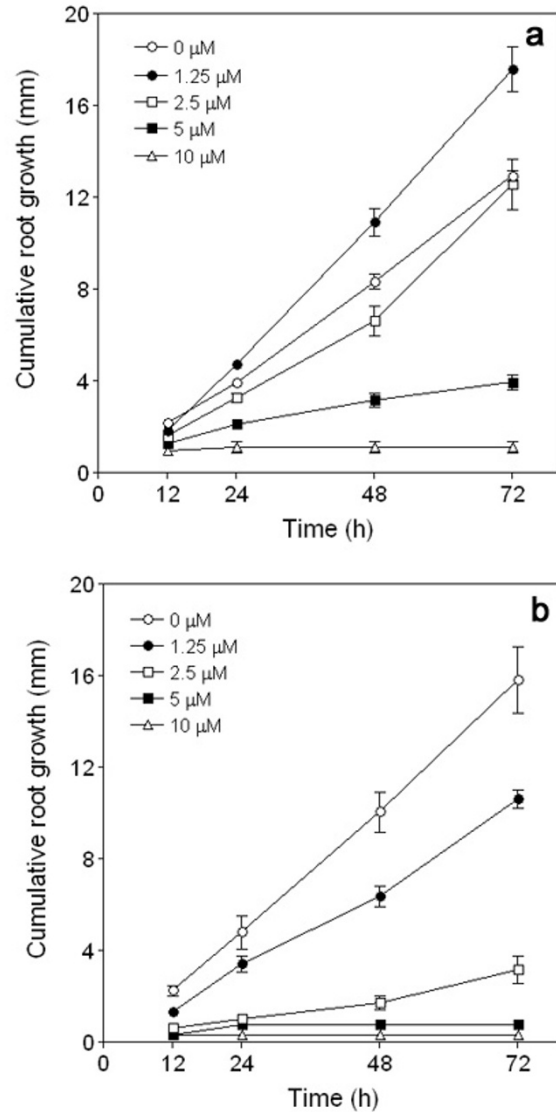 a
20
16
12
8
4
0
0 µM
1.25 µM
2.5 µM
5 µM
10 µM
Cumulative root growth (mm)
0 12 24 48 72
Time (h)
b
20
16
12
8
4
0
0 µM
1.25 µM
2.5 µM
5 µM
10 µM
Cumulative root growth (mm)
0 12 24 48 72
Time (h)